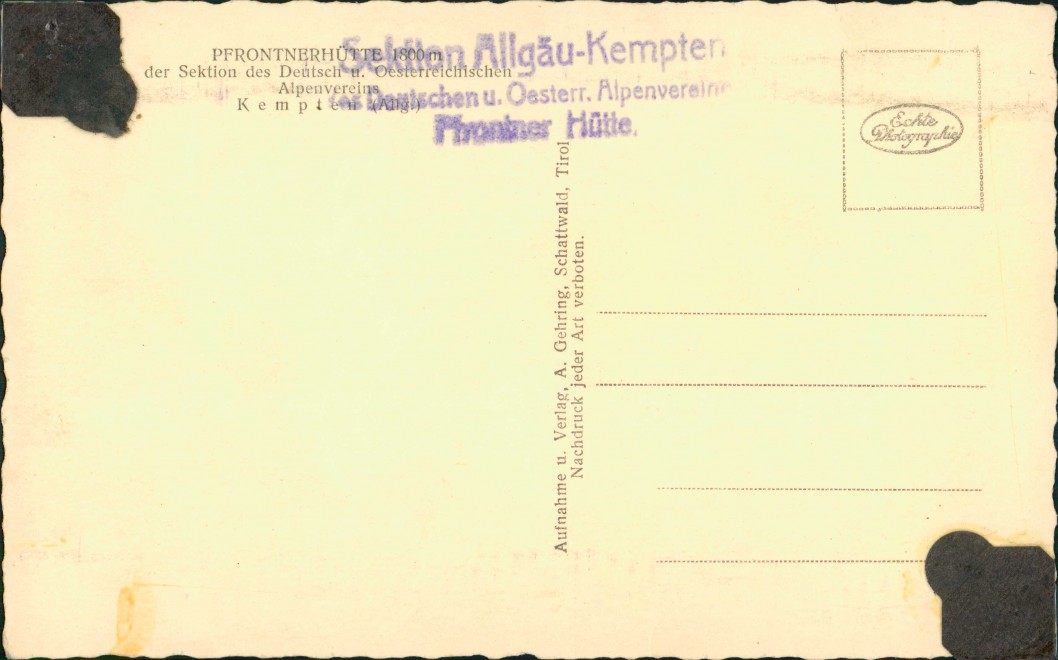 PFRONTNERHÜTTE 1800 m
der Sektion des Deutsch u. Oesterreichischen
Alpenvereins
Kempten (Allg.)
Sektion Allgäu-Kempten
des Deutschen u. Oesterr. Alpenvereins
Pfrontner Hütte.
Echte
Photographie
Aufnahme u. Verlag, A. Gehring, Schattwald, Tirol
Nachdruck jeder Art verboten.